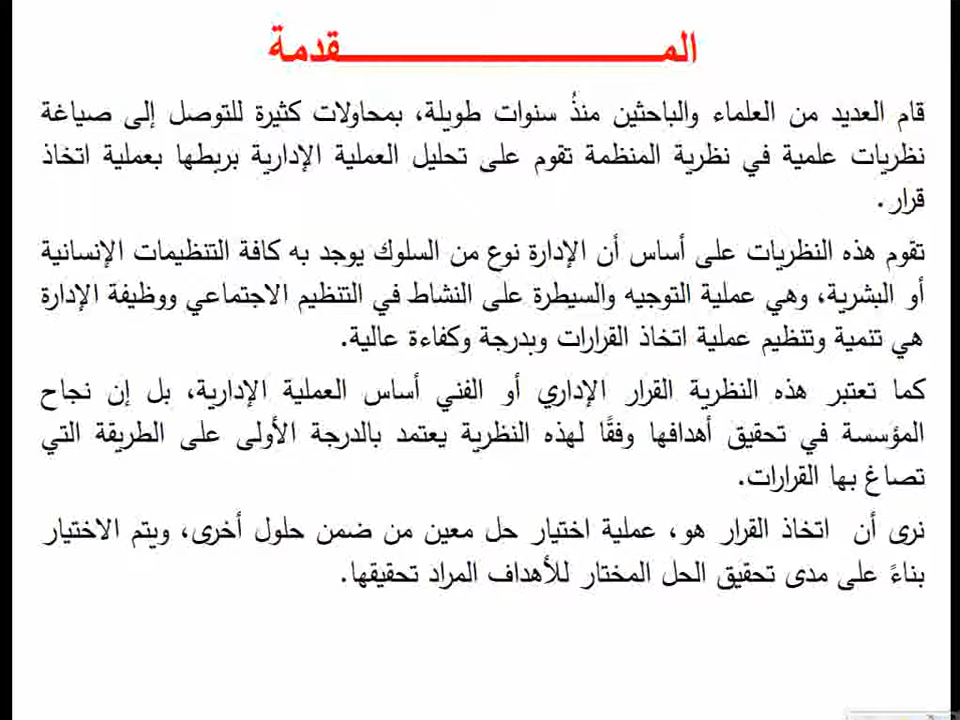 المـــــــــــــــــــــقدمة
قام العديد من العلماء والباحثين منذُ سنوات طويلة، بمحاولات كثيرة للتوصل إلى صياغة
نظريات علمية في نظرية المنظمة تقوم على تحليل العملية الإدارية بربطها بعملية اتخاذ
قرار.
تقوم هذه النظريات على أساس أن الإدارة نوع من السلوك يوجد به كافة التنظيمات الإنسانية
أو البشرية، وهي عملية التوجيه والسيطرة على النشاط في التنظيم الاجتماعي ووظيفة الإدارة
هي تنمية وتنظيم عملية اتخاذ القرارات وبدرجة وكفاءة عالية.
كما تعتبر هذه النظرية القرار الإداري أو الفني أساس العملية الإدارية، بل إن نجاح
المؤسسة في تحقيق أهدافها وفقًا لهذه النظرية يعتمد بالدرجة الأولى على الطريقة التي
تصاغ بها القرارات.
نرى أن اتخاذ القرار هو، عملية اختيار حل معين من ضمن حلول أخرى، ويتم الاختيار
بناءً على مدى تحقيق الحل المختار للأهداف المراد تحقيقها.